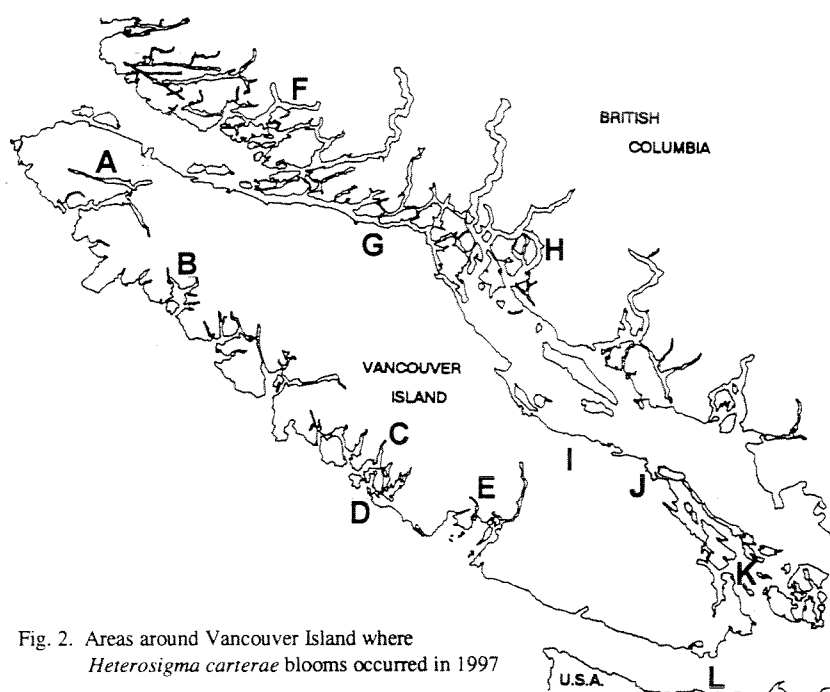 F
BRITISH
COLUMBIA
A
G
H
B
VANCOUVER
ISLAND
C
I
J
D
E
K
Fig. 2. Areas around Vancouver Island where
Heterosigma carterae blooms occurred in 1997
U.S.A.
L